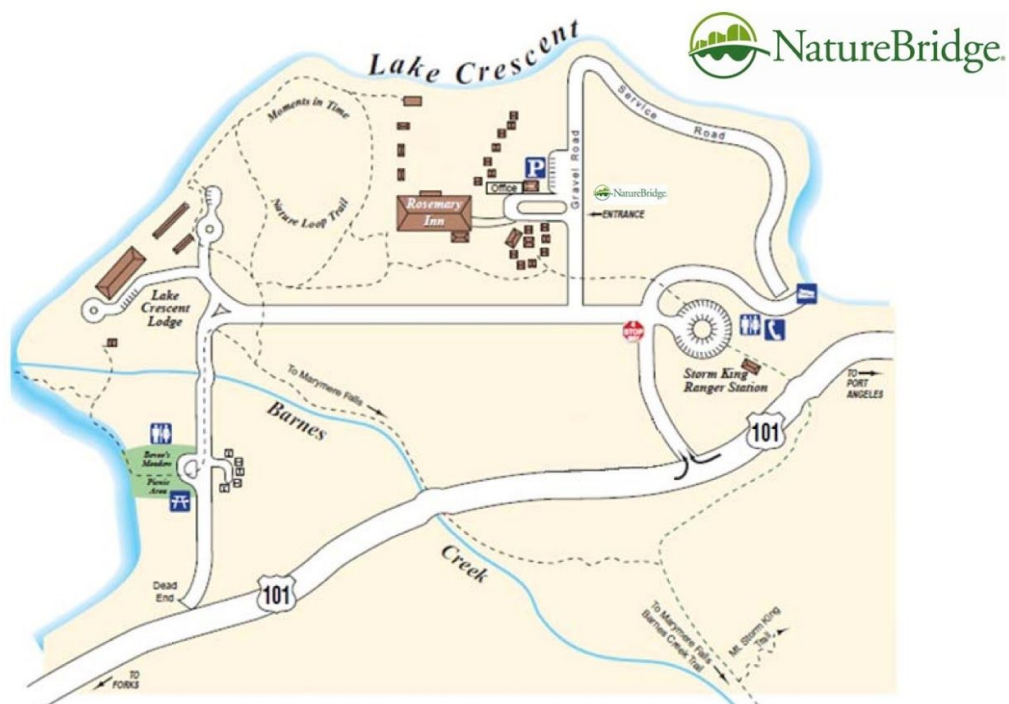 NatureBridge.
Lake Crescent
Moments in Time
Service
Road
P
Office
Gravel Road
NatureBridge.
Rosemary
Inn
ENTRANCE
Nature Loop Trail
Lake
Crescent
Lodge
4
STOP
Storm King
Ranger Station
TO
PORT
ANGELES
To Marymere Falls
Barnes
101
Picnic
Area
Creek
Dead
End
101
To Marymere Falls
Barnes Creek Trail
Mt. Storm King
Trail
TO
FORKS